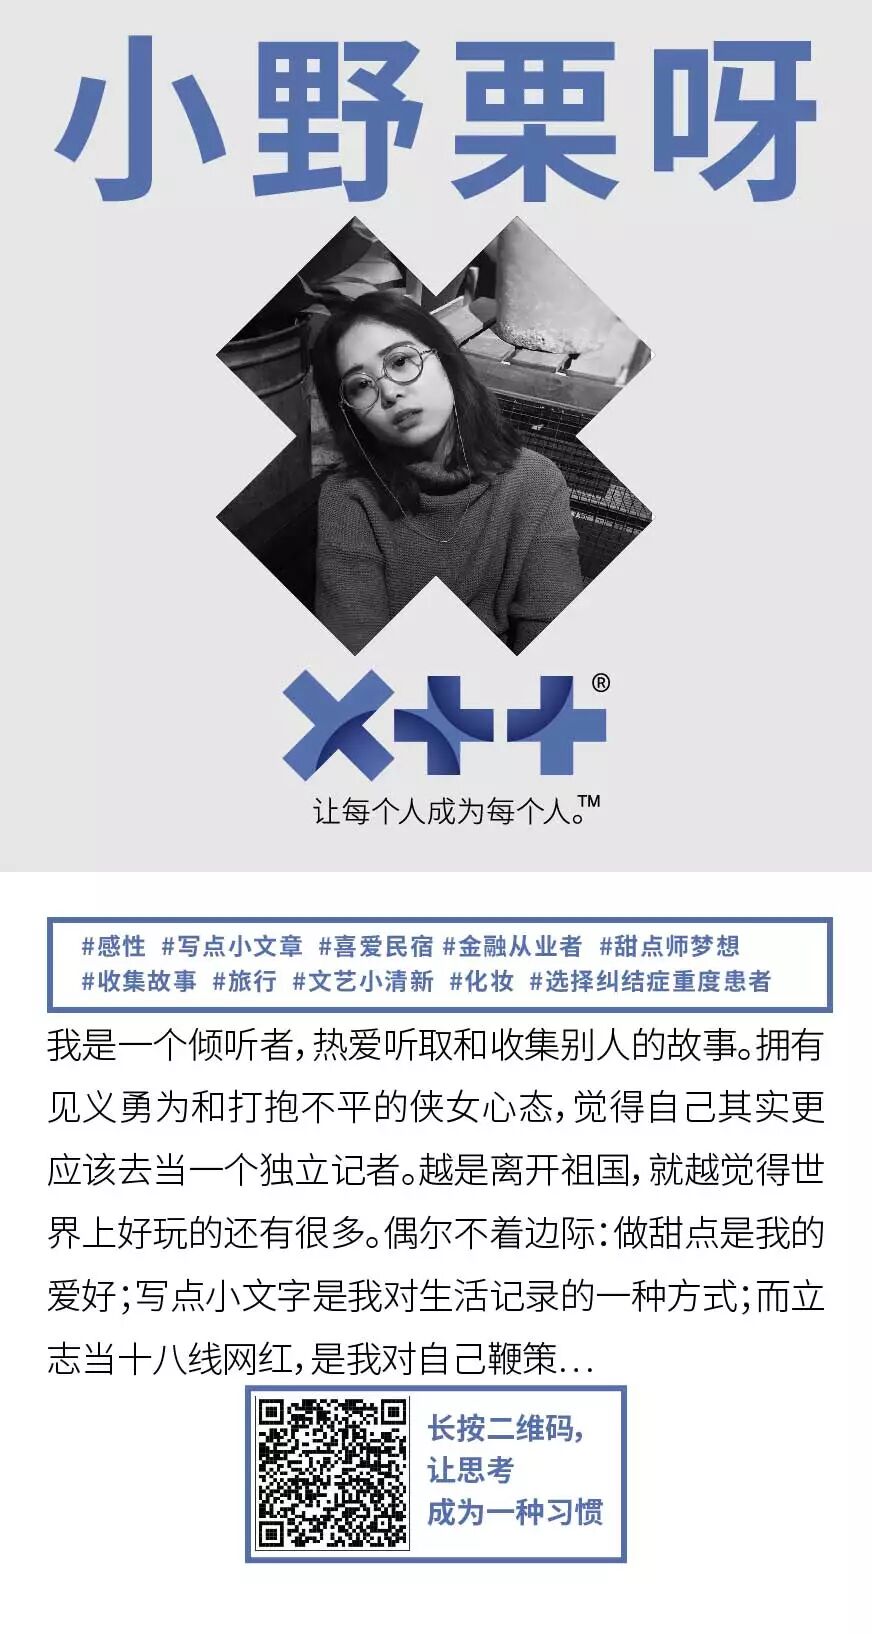 小野栗呀
x++®
让每个人成为每个人。TM
#感性 #写点小文章 #喜爱民宿 #金融从业者 #甜点师梦想
#收集故事 #旅行 #文艺小清新 #化妆 #选择纠结症重度患者
我是一个倾听者，热爱听取和收集别人的故事。拥有
见义勇为和打抱不平的侠女心态，觉得自己其实更
应该去当一个独立记者。越是离开祖国，就越觉得世
界上好玩的还有很多。偶尔不着边际：做甜点是我的
爱好；写点小文字是我对生活记录的一种方式；而立
志当十八线网红，是我对自己鞭策…
长按二维码，
让思考
成为一种习惯